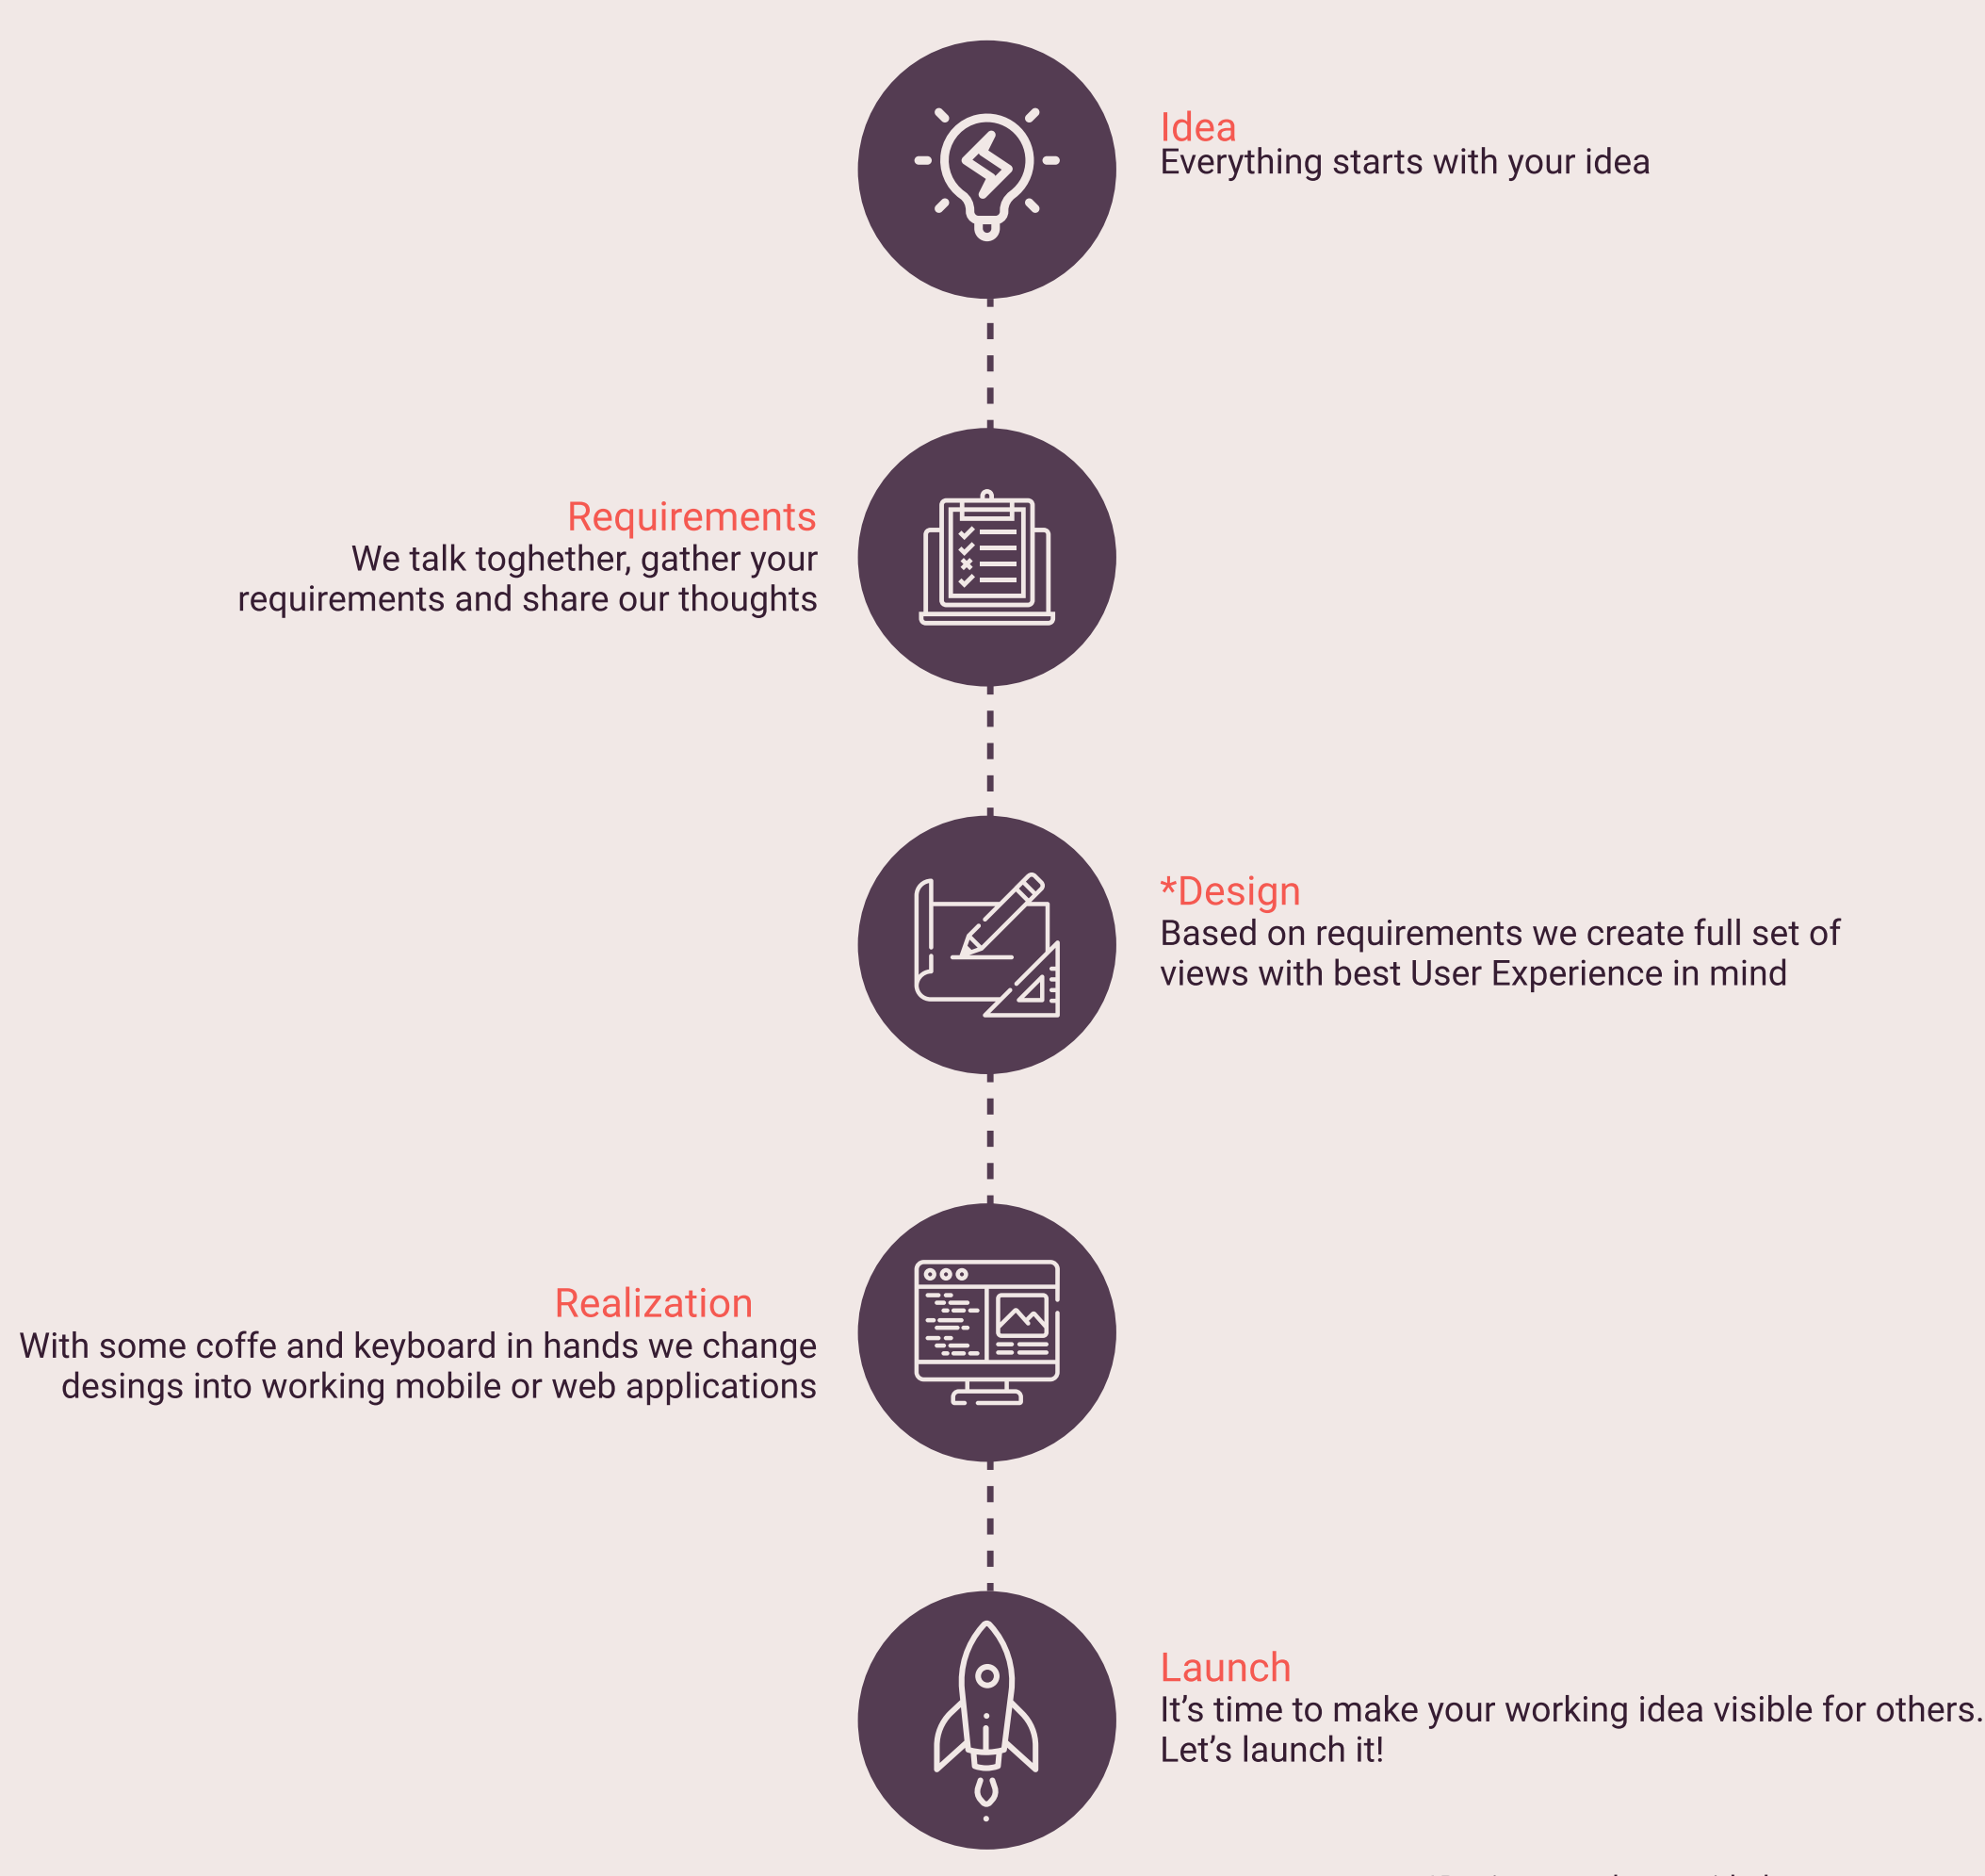 Idea
Everything starts with your idea
Requirements
We talk toghether, gather your
requirements and share our thoughts
*Design
Based on requirements we create full set of
views with best User Experience in mind
Realization
With some coffe and keyboard in hands we change
desings into working mobile or web applications
Launch
It’s time to make your working idea visible for others.
Let’s launch it!